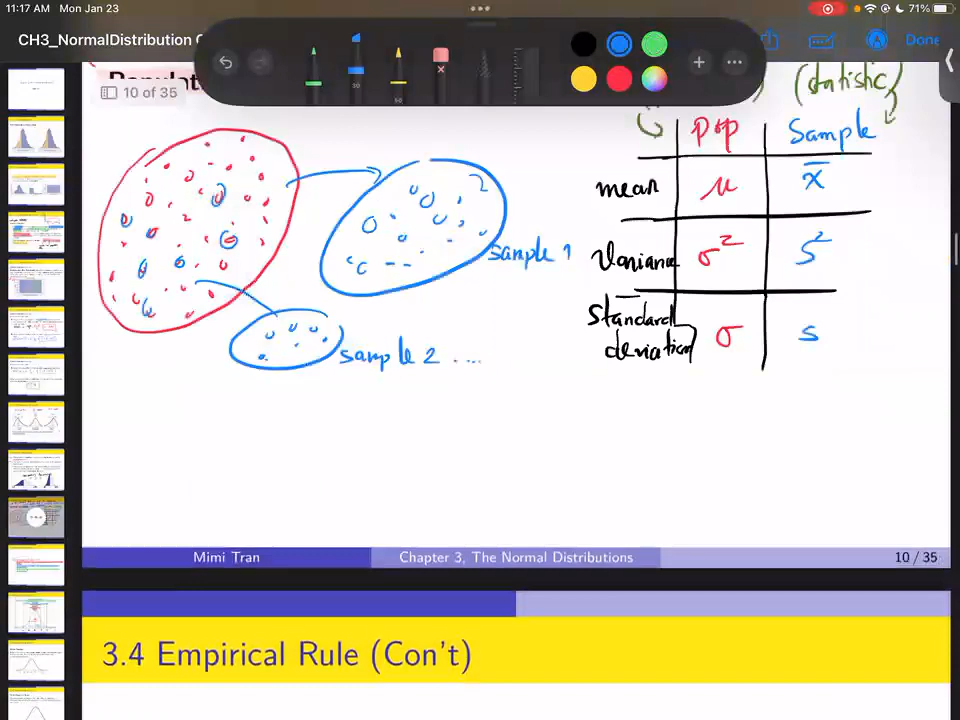 11:17 AM Mon Jan 23
71%
CH3_NormalDistribution
Done
10 of 35
(statistic)
pop Sample
mean μ x̄
Variance σ² S²
Standard deviation σ s
sample 1
sample 2 ....
Mimi Tran Chapter 3, The Normal Distributions 10 / 35
3.4 Empirical Rule (Con't)